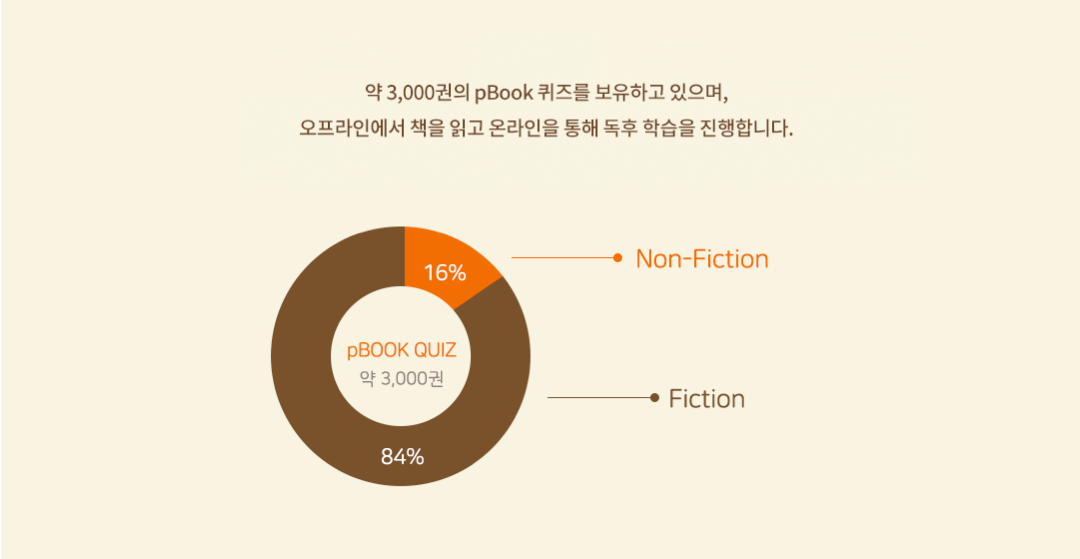 약 3,000권의 pBook 퀴즈를 보유하고 있으며,
오프라인에서 책을 읽고 온라인을 통해 독후 학습을 진행합니다.
16%
Non-Fiction
pBOOK QUIZ
약 3,000권
Fiction
84%